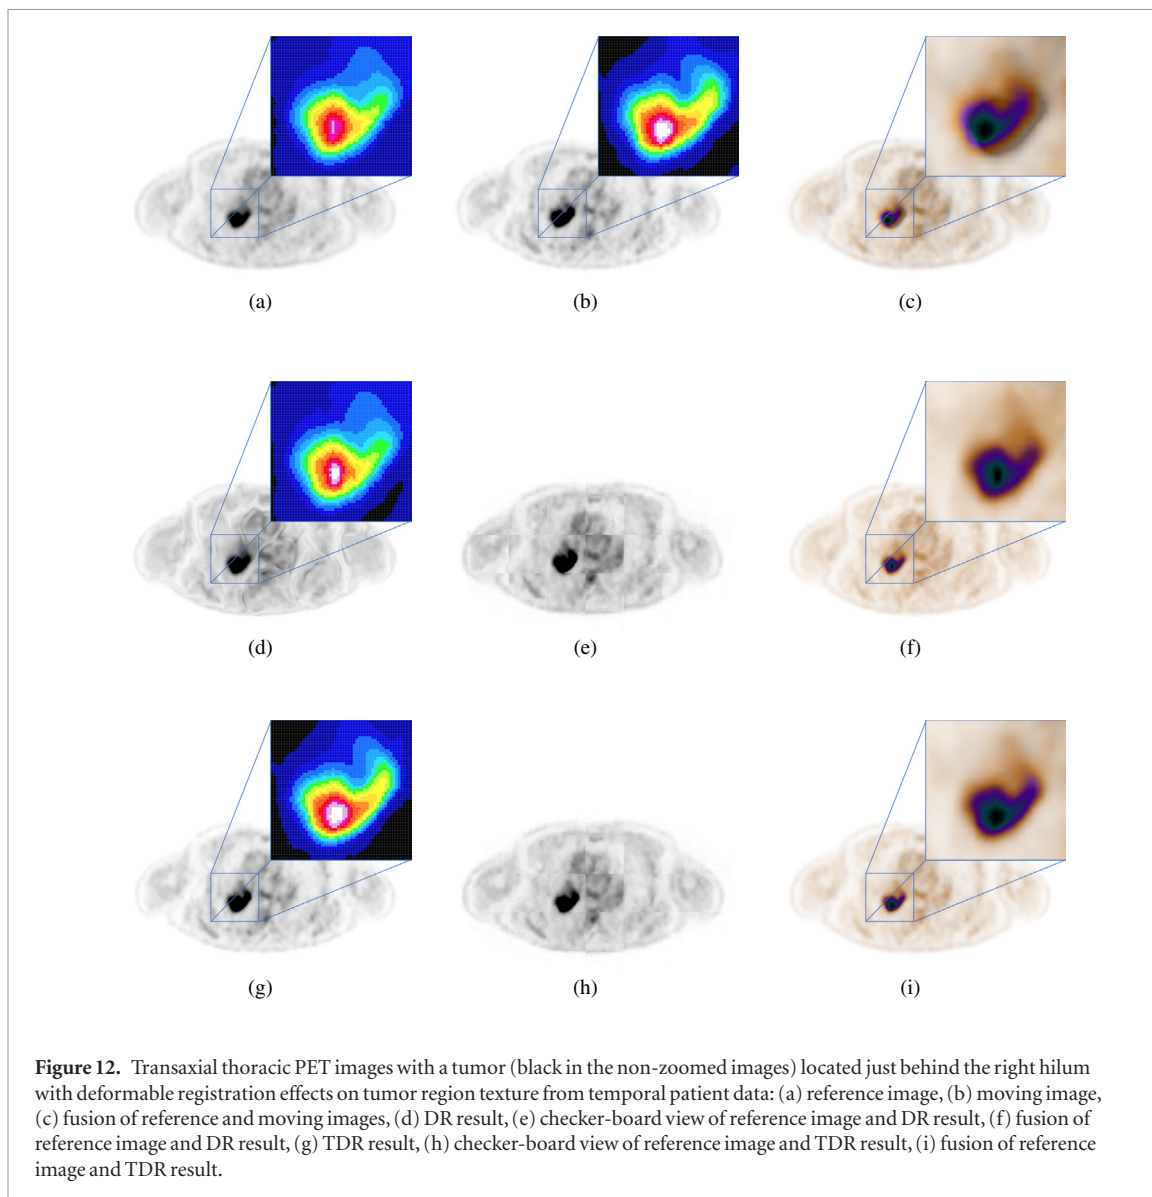 (a)
(b)
(c)
(d)
(e)
(f)
(g)
(h)
(i)
Figure 12. Transaxial thoracic PET images with a tumor (black in the non-zoomed images) located just behind the right hilum
with deformable registration effects on tumor region texture from temporal patient data: (a) reference image, (b) moving image,
(c) fusion of reference and moving images, (d) DR result, (e) checker-board view of reference image and DR result, (f) fusion of
reference image and DR result, (g) TDR result, (h) checker-board view of reference image and TDR result, (i) fusion of reference
image and TDR result.